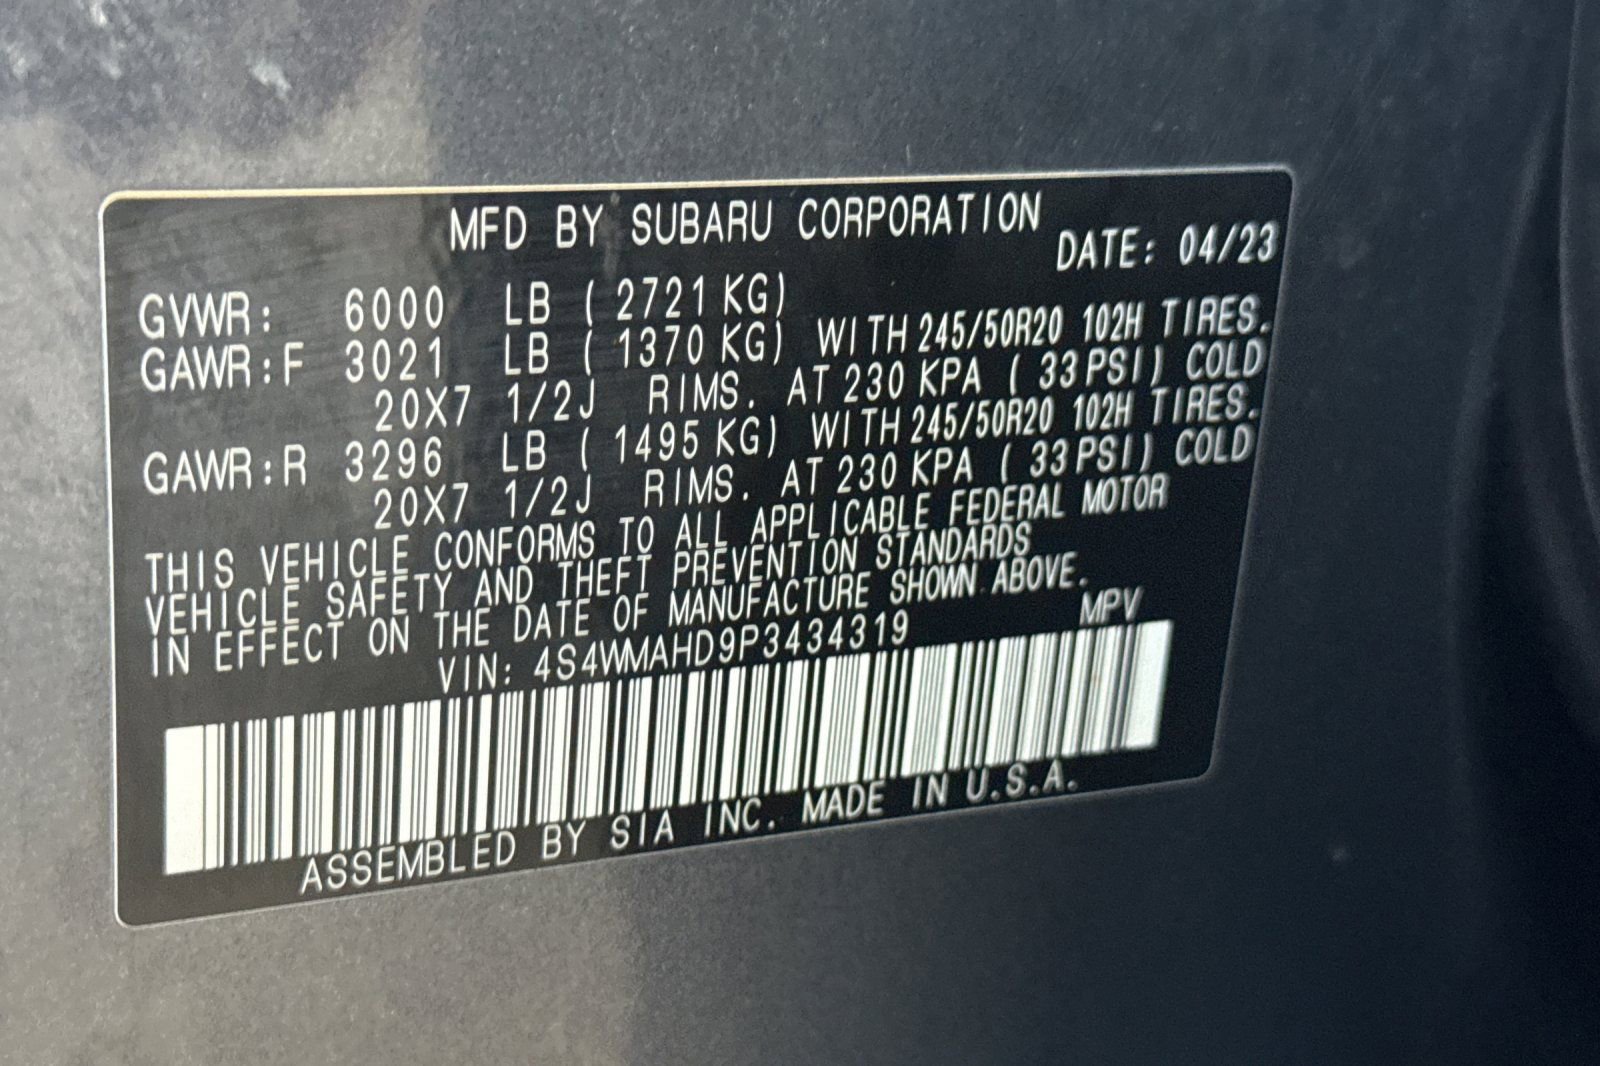 MFD BY SUBARU CORPORATION
DATE: 04/23
GVWR: 6000 LB ( 2721 KG)
GAWR:F 3021 LB ( 1370 KG) WITH 245/50R20 102H TIRES.
20X7 1/2J RIMS. AT 230 KPA ( 33 PSI) COLD
GAWR:R 3296 LB ( 1495 KG) WITH 245/50R20 102H TIRES.
20X7 1/2J RIMS. AT 230 KPA ( 33 PSI) COLD
THIS VEHICLE CONFORMS TO ALL APPLICABLE FEDERAL MOTOR
VEHICLE SAFETY AND THEFT PREVENTION STANDARDS
IN EFFECT ON THE DATE OF MANUFACTURE SHOWN ABOVE.
VIN: 4S4WMAHD9P3434319 MPV
ASSEMBLED BY SIA INC. MADE IN U.S.A.